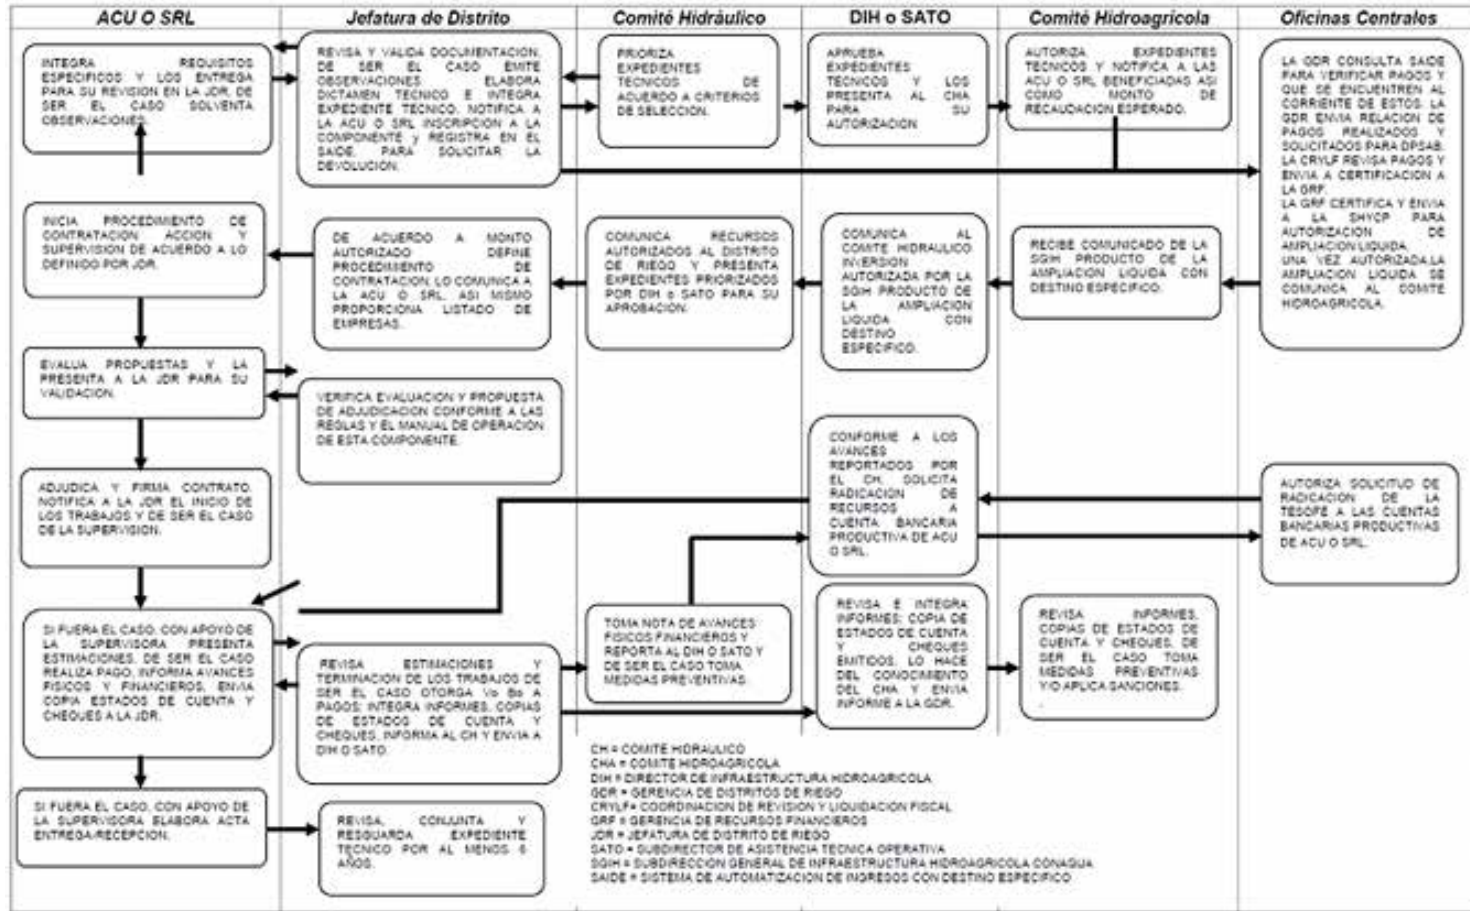 ACU O SRL
Jefatura de Distrito
Comité Hidráulico
DIH o SATO
Comité Hidroagrícola
Oficinas Centrales
INTEGRA REQUISITOS
ESPECIFICOS Y LOS ENTREGA
PARA SU REVISION EN LA JDR, DE
SER EL CASO SOLVENTA
OBSERVACIONES.
REVISA Y VALIDA DOCUMENTACION,
DE SER EL CASO EMITE
OBSERVACIONES. ELABORA
DICTAMEN TECNICO E INTEGRA
EXPEDIENTE TECNICO. NOTIFICA A
LA ACU O SRL INSCRIPCION A LA
COMPONENTE y REGISTRA EN EL
SAIDE, PARA SOLICITAR LA
DEVOLUCION.
PRIORIZA
EXPEDIENTES
TECNICOS DE
ACUERDO A CRITERIOS
DE SELECCION.
APRUEBA
EXPEDIENTES
TECNICOS Y LOS
PRESENTA AL CHA
PARA SU
AUTORIZACION
AUTORIZA EXPEDIENTES
TECNICOS Y NOTIFICA A LAS
ACU O SRL BENEFICIADAS ASI
COMO MONTO DE
RECAUDACION ESPERADO.
LA GDR CONSULTA SAIDE
PARA VERIFICAR PAGOS Y
QUE SE ENCUENTREN AL
CORRIENTE DE ESTOS. LA
GDR ENVIA RELACION DE
PAGOS REALIZADOS Y
SOLICITADOS PARA DPSAB.
LA CRYLF REVISA PAGOS Y
ENVIA A CERTIFICACION A
LA GRF.
LA GRF CERTIFICA Y ENVIA
A LA SHYCP PARA
AUTORIZACION DE
AMPLIACION LIQUIDA.
UNA VEZ AUTORIZADA,LA
AMPLIACION LIQUIDA SE
COMUNICA AL COMITE
HIDROAGRICOLA.
INICIA PROCEDIMIENTO DE
CONTRATACION ACCION Y
SUPERVISION DE ACUERDO A LO
DEFINIDO POR JDR.
DE ACUERDO A MONTO
AUTORIZADO DEFINE
PROCEDIMIENTO DE
CONTRATACION, LO COMUNICA A
LA ACU O SRL, ASI MISMO
PROPORCIONA LISTADO DE
EMPRESAS.
COMUNICA RECURSOS
AUTORIZADOS AL DISTRITO
DE RIEGO Y PRESENTA
EXPEDIENTES PRIORIZADOS
POR DIH o SATO PARA SU
APROBACION.
COMUNICA AL
COMITE HIDRAULICO
INVERSION
AUTORIZADA POR LA
SGIH PRODUCTO DE
LA AMPLIACION
LIQUIDA CON
DESTINO
ESPECIFICO.
RECIBE COMUNICADO DE LA
SGIH PRODUCTO DE LA
AMPLIACION LIQUIDA CON
DESTINO ESPECIFICO.
EVALUA PROPUESTAS Y LA
PRESENTA A LA JDR PARA SU
VALIDACION.
VERIFICA EVALUACION Y PROPUESTA
DE ADJUDICACION CONFORME A LAS
REGLAS Y EL MANUAL DE OPERACION
DE ESTA COMPONENTE.
ADJUDICA Y FIRMA CONTRATO,
NOTIFICA A LA JDR EL INICIO DE
LOS TRABAJOS Y DE SER EL CASO
DE LA SUPERVISION.
CONFORME A LOS
AVANCES
REPORTADOS POR
EL CH, SOLICITA
RADICACION DE
RECURSOS A
CUENTA BANCARIA
PRODUCTIVA DE ACU
O SRL.
AUTORIZA SOLICITUD DE
RADICACION DE LA
TESOFE A LAS CUENTAS
BANCARIAS PRODUCTIVAS
DE ACU O SRL.
SI FUERA EL CASO, CON APOYO DE
LA SUPERVISORA PRESENTA
ESTIMACIONES, DE SER EL CASO
REALIZA PAGO, INFORMA AVANCES
FISICOS Y FINANCIEROS, ENVIA
COPIA ESTADOS DE CUENTA Y
CHEQUES A LA JDR.
REVISA ESTIMACIONES Y
TERMINACION DE LOS TRABAJOS DE
SER EL CASO OTORGA Vo Bo A
PAGOS; INTEGRA INFORMES, COPIAS
DE ESTADOS DE CUENTA Y
CHEQUES, INFORMA AL CH Y ENVIA A
DIH O SATO.
TOMA NOTA DE AVANCES
FISICOS FINANCIEROS Y
REPORTA AL DIH O SATO Y
DE SER EL CASO TOMA
MEDIDAS PREVENTIVAS.
REVISA E INTEGRA
INFORMES; COPIA DE
ESTADOS DE CUENTA
Y CHEQUES
EMITIDOS, LO HACE
DEL CONOCIMIENTO
DEL CHA Y ENVIA
INFORME A LA GDR.
REVISA INFORMES,
COPIAS DE ESTADOS DE
CUENTA Y CHEQUES, DE
SER EL CASO TOMA
MEDIDAS PREVENTIVAS
Y/O APLICA SANCIONES.
.
SI FUERA EL CASO, CON APOYO DE
LA SUPERVISORA ELABORA ACTA
ENTREGA/RECEPCION.
REVISA, CONJUNTA Y
RESGUARDA EXPEDIENTE
TECNICO POR AL MENOS 6
AÑOS.
CH = COMITE HIDRAULICO
CHA = COMITE HIDROAGRICOLA
DIH = DIRECTOR DE INFRAESTRUCTURA HIDROAGRICOLA
GDR = GERENCIA DE DISTRITOS DE RIEGO
CRYLF= COORDINACION DE REVISION Y LIQUIDACION FISCAL
GRF = GERENCIA DE RECURSOS FINANCIEROS
JDR = JEFATURA DE DISTRITO DE RIEGO
SATO = SUBDIRECTOR DE ASISTENCIA TECNICA OPERATIVA
SGIH = SUBDIRECCION GENERAL DE INFRAESTRUCTURA HIDROAGRICOLA CONAGUA
SAIDE = SISTEMA DE AUTOMATIZACION DE INGRESOS CON DESTINO ESPECIFICO